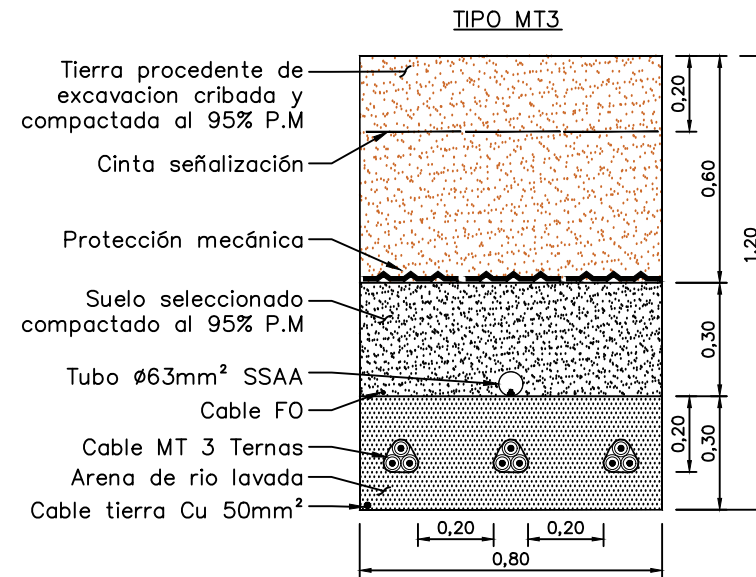 TIPO MT3
Tierra procedente de
excavacion cribada y
compactada al 95% P.M
Cinta señalización
Protección mecánica
Suelo seleccionado
compactado al 95% P.M
Tubo Ø63mm² SSAA
Cable FO
Cable MT 3 Ternas
Arena de rio lavada
Cable tierra Cu 50mm²
0,20
0,60
1,20
0,30
0,20
0,30
0,20
0,20
0,80